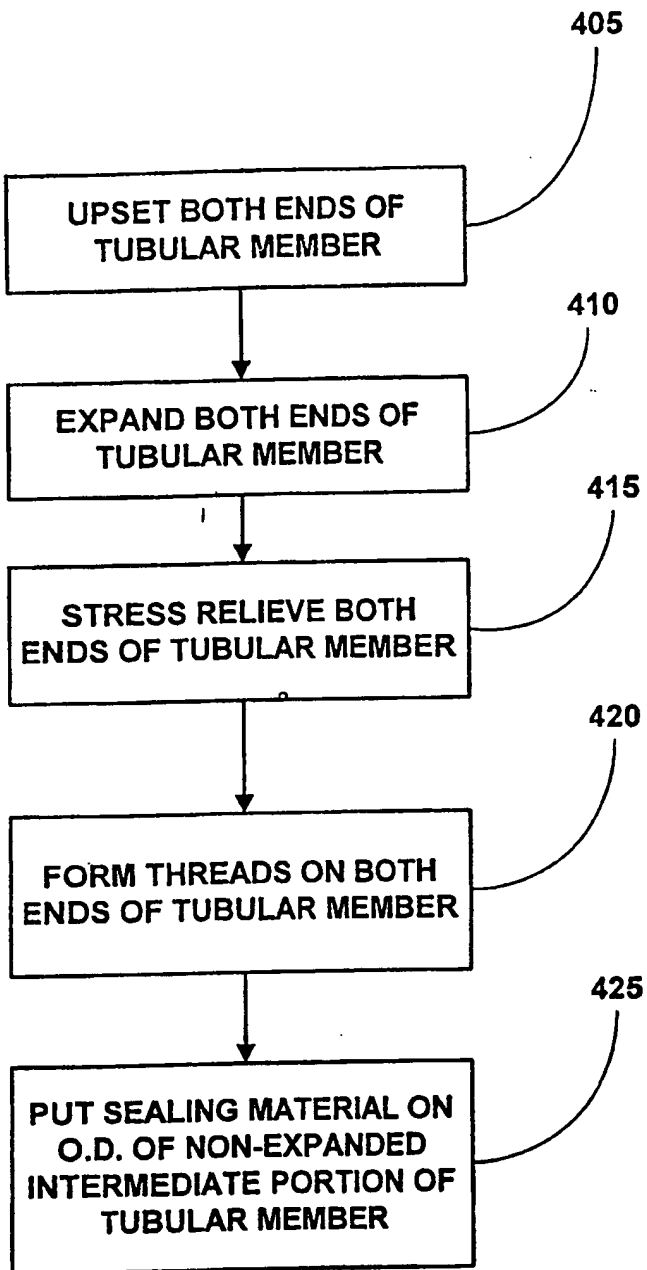 405
UPSET BOTH ENDS OF
TUBULAR MEMBER
410
EXPAND BOTH ENDS OF
TUBULAR MEMBER
415
STRESS RELIEVE BOTH
ENDS OF TUBULAR MEMBER
420
FORM THREADS ON BOTH
ENDS OF TUBULAR MEMBER
425
PUT SEALING MATERIAL ON
O.D. OF NON-EXPANDED
INTERMEDIATE PORTION OF
TUBULAR MEMBER